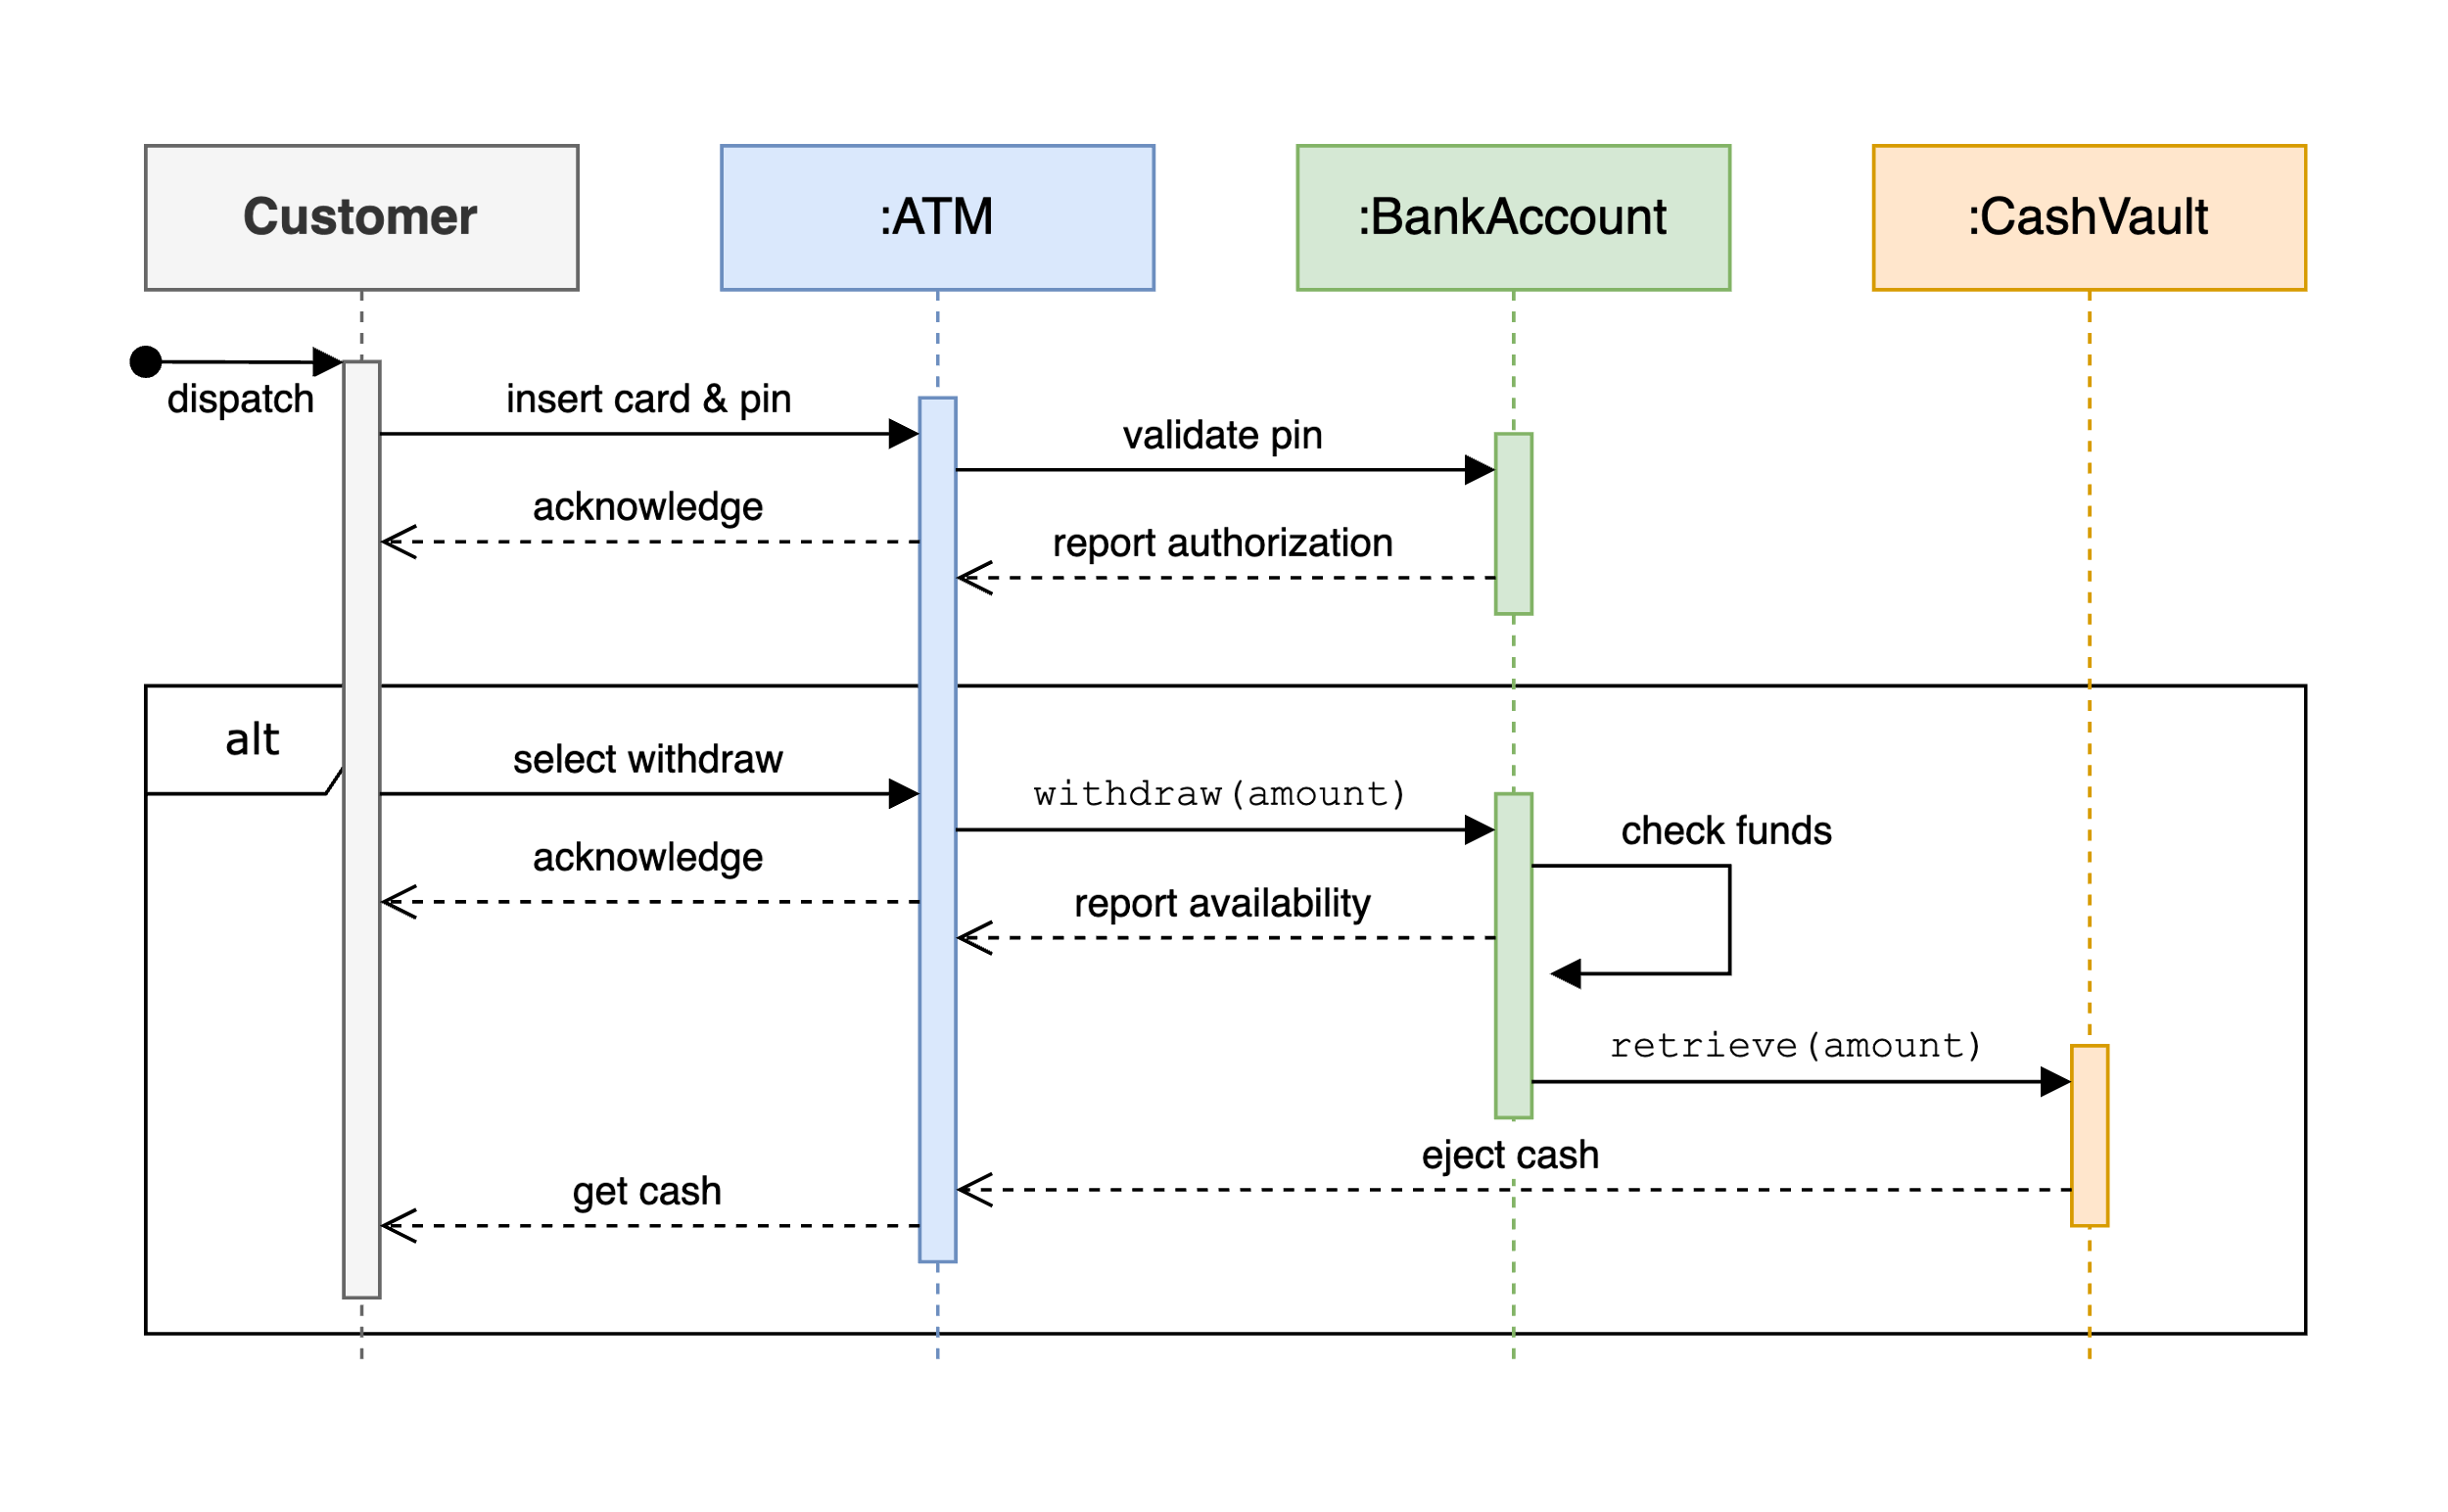 Customer
:ATM
:BankAccount
:CashVault
dispatch
insert card & pin
validate pin
acknowledge
report authorization
alt
select withdraw
withdraw(amount)
check funds
acknowledge
report availability
retrieve(amount)
eject cash
get cash